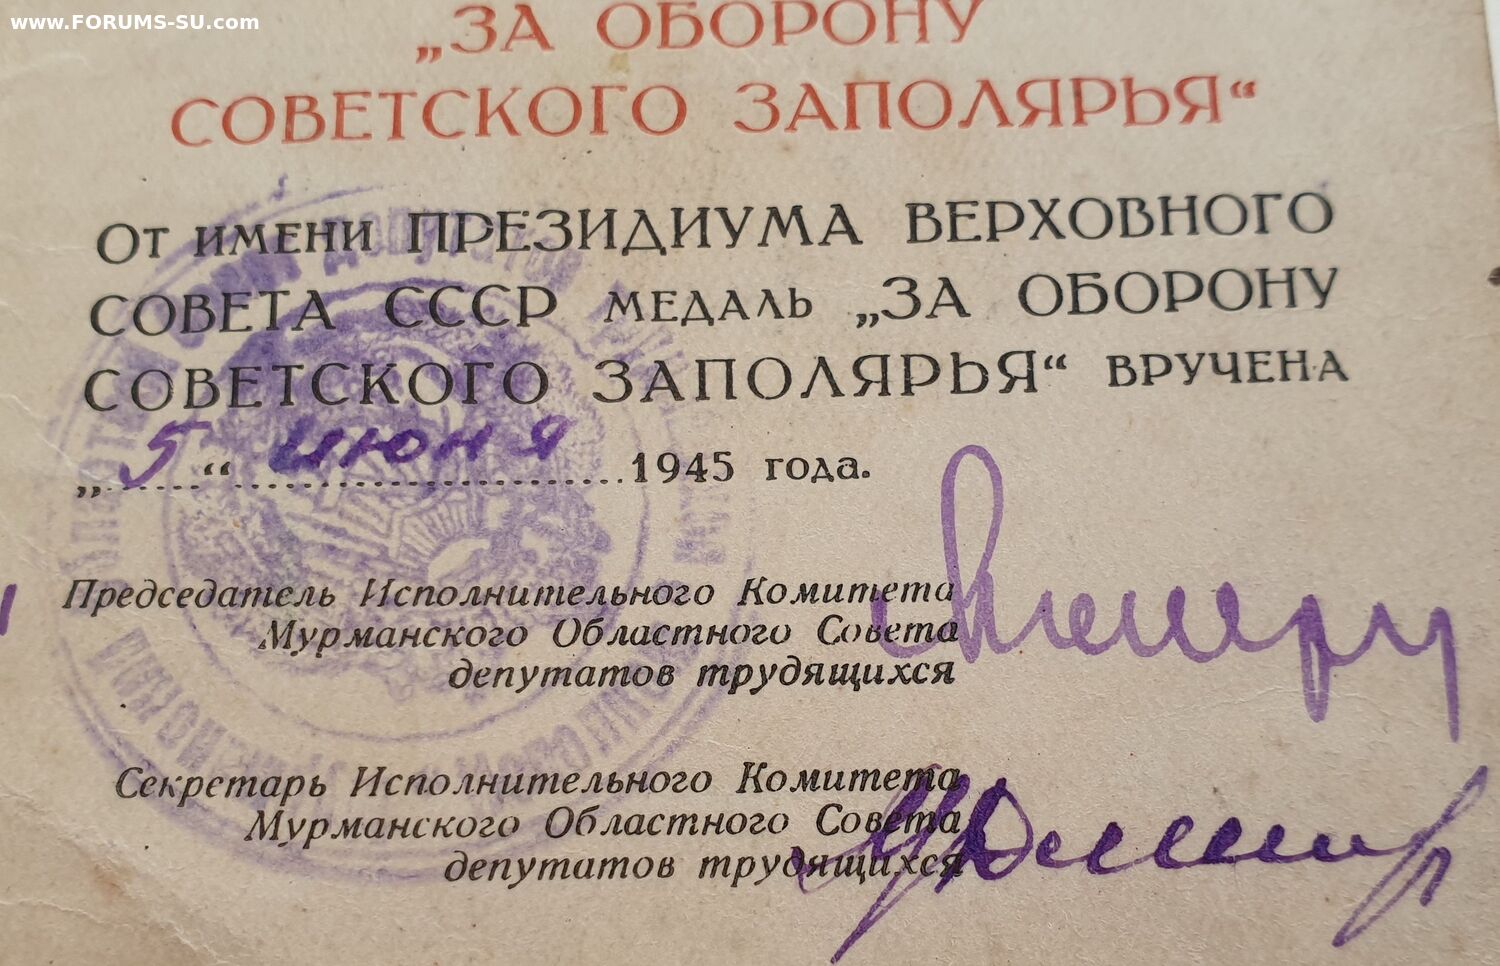 www.FORUMS-SU.com
„ЗА ОБОРОНУ
СОВЕТСКОГО ЗАПОЛЯРЬЯ“
От имени ПРЕЗИДИУМА ВЕРХОВНОГО
СОВЕТА СССР медаль „ЗА ОБОРОНУ
СОВЕТСКОГО ЗАПОЛЯРЬЯ“ вручена
„5“ июня 1945 года.
Председатель Исполнительного Комитета
Мурманского Областного Совета
депутатов трудящихся
Секретарь Исполнительного Комитета
Мурманского Областного Совета
депутатов трудящихся